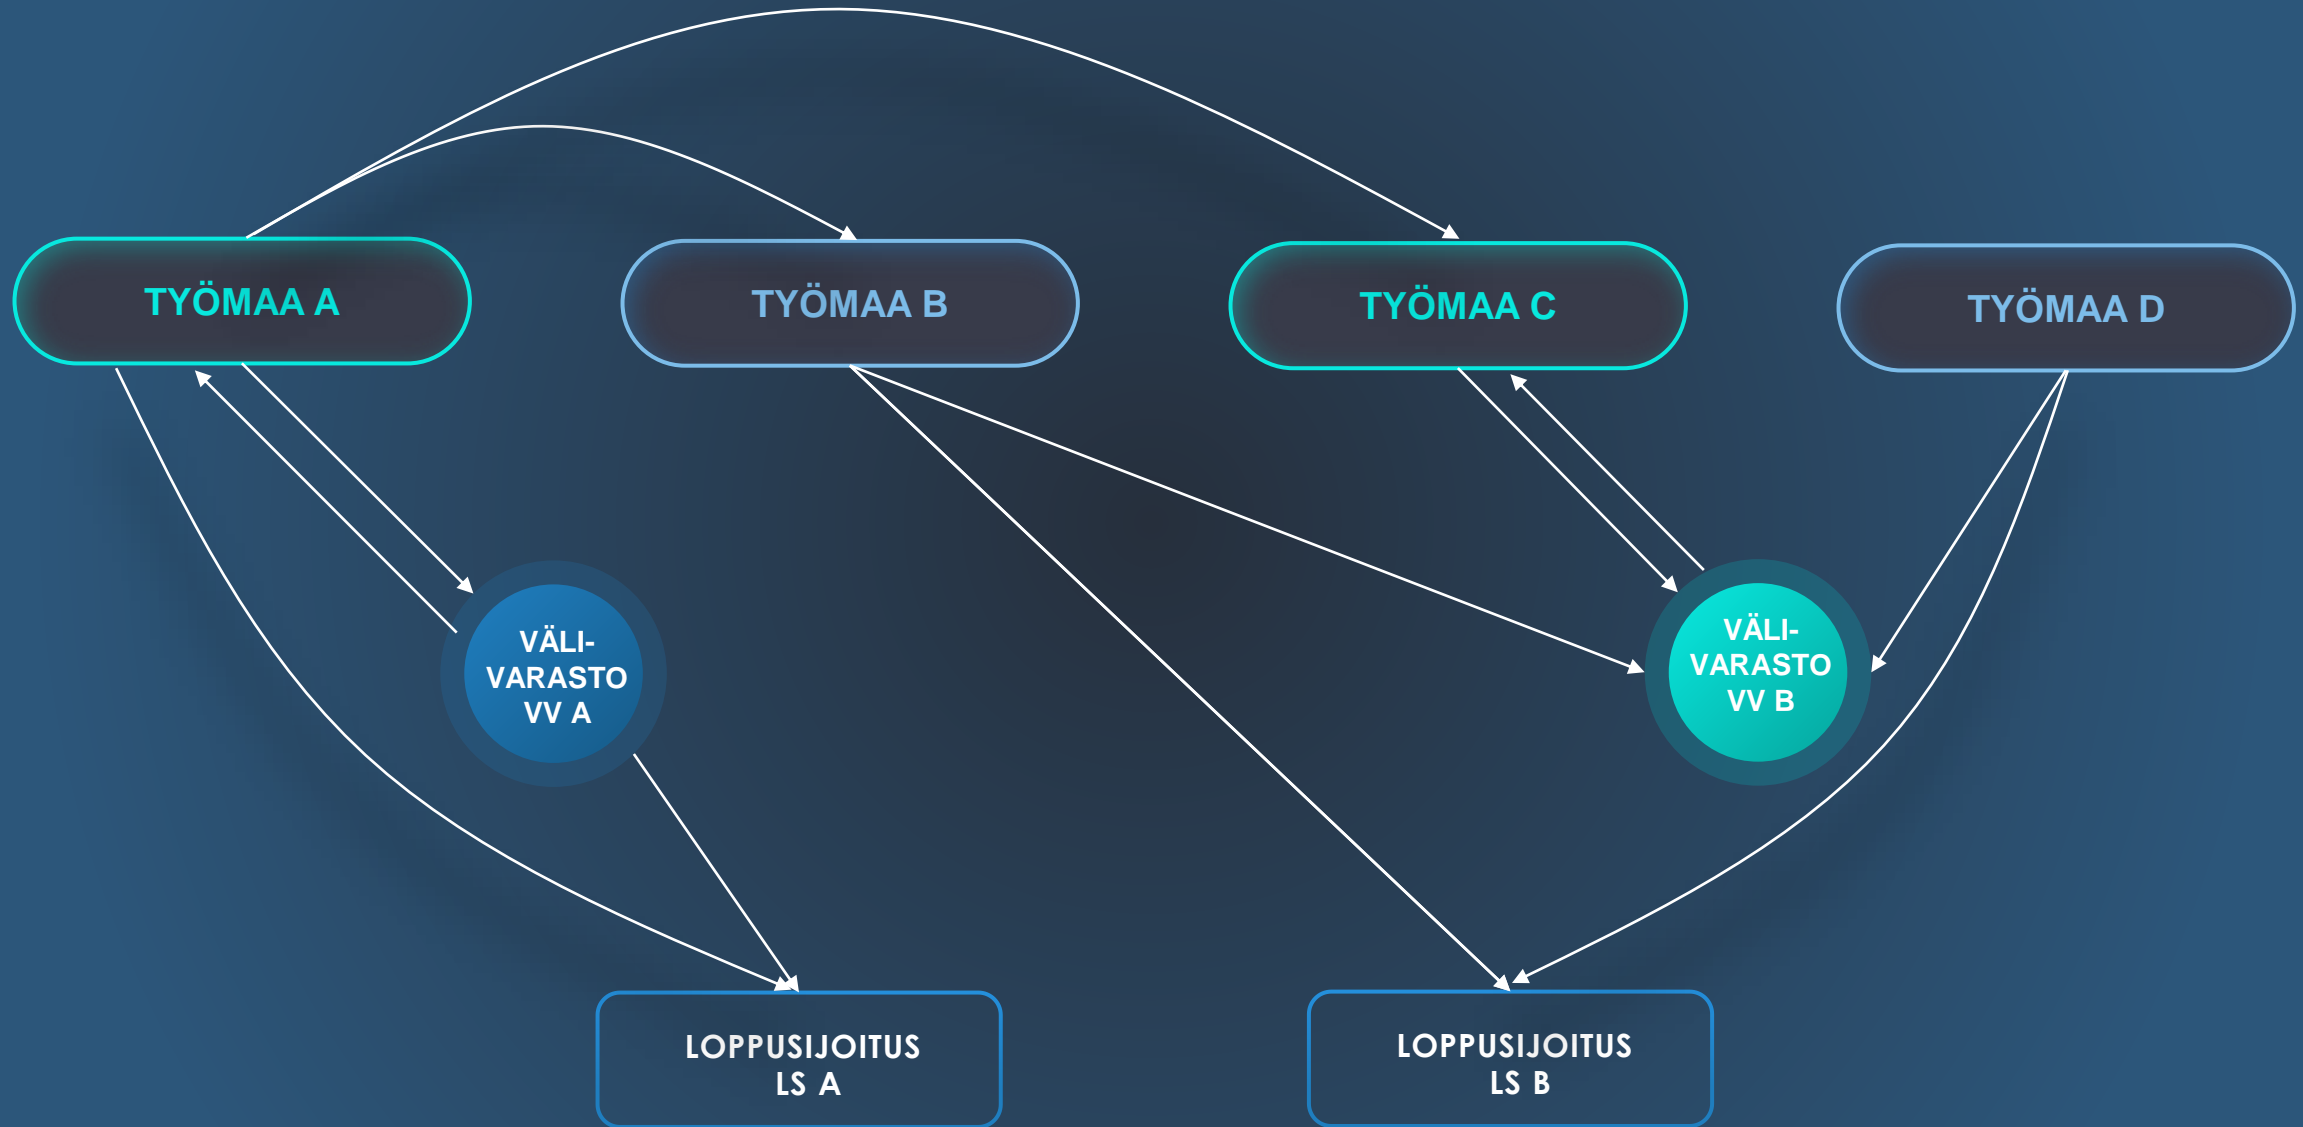 TYÖMAA A
TYÖMAA B
TYÖMAA C
TYÖMAA D
VÄLI-
VARASTO
VV A
VÄLI-
VARASTO
VV B
LOPPUSIJOITUS
LS A
LOPPUSIJOITUS
LS B